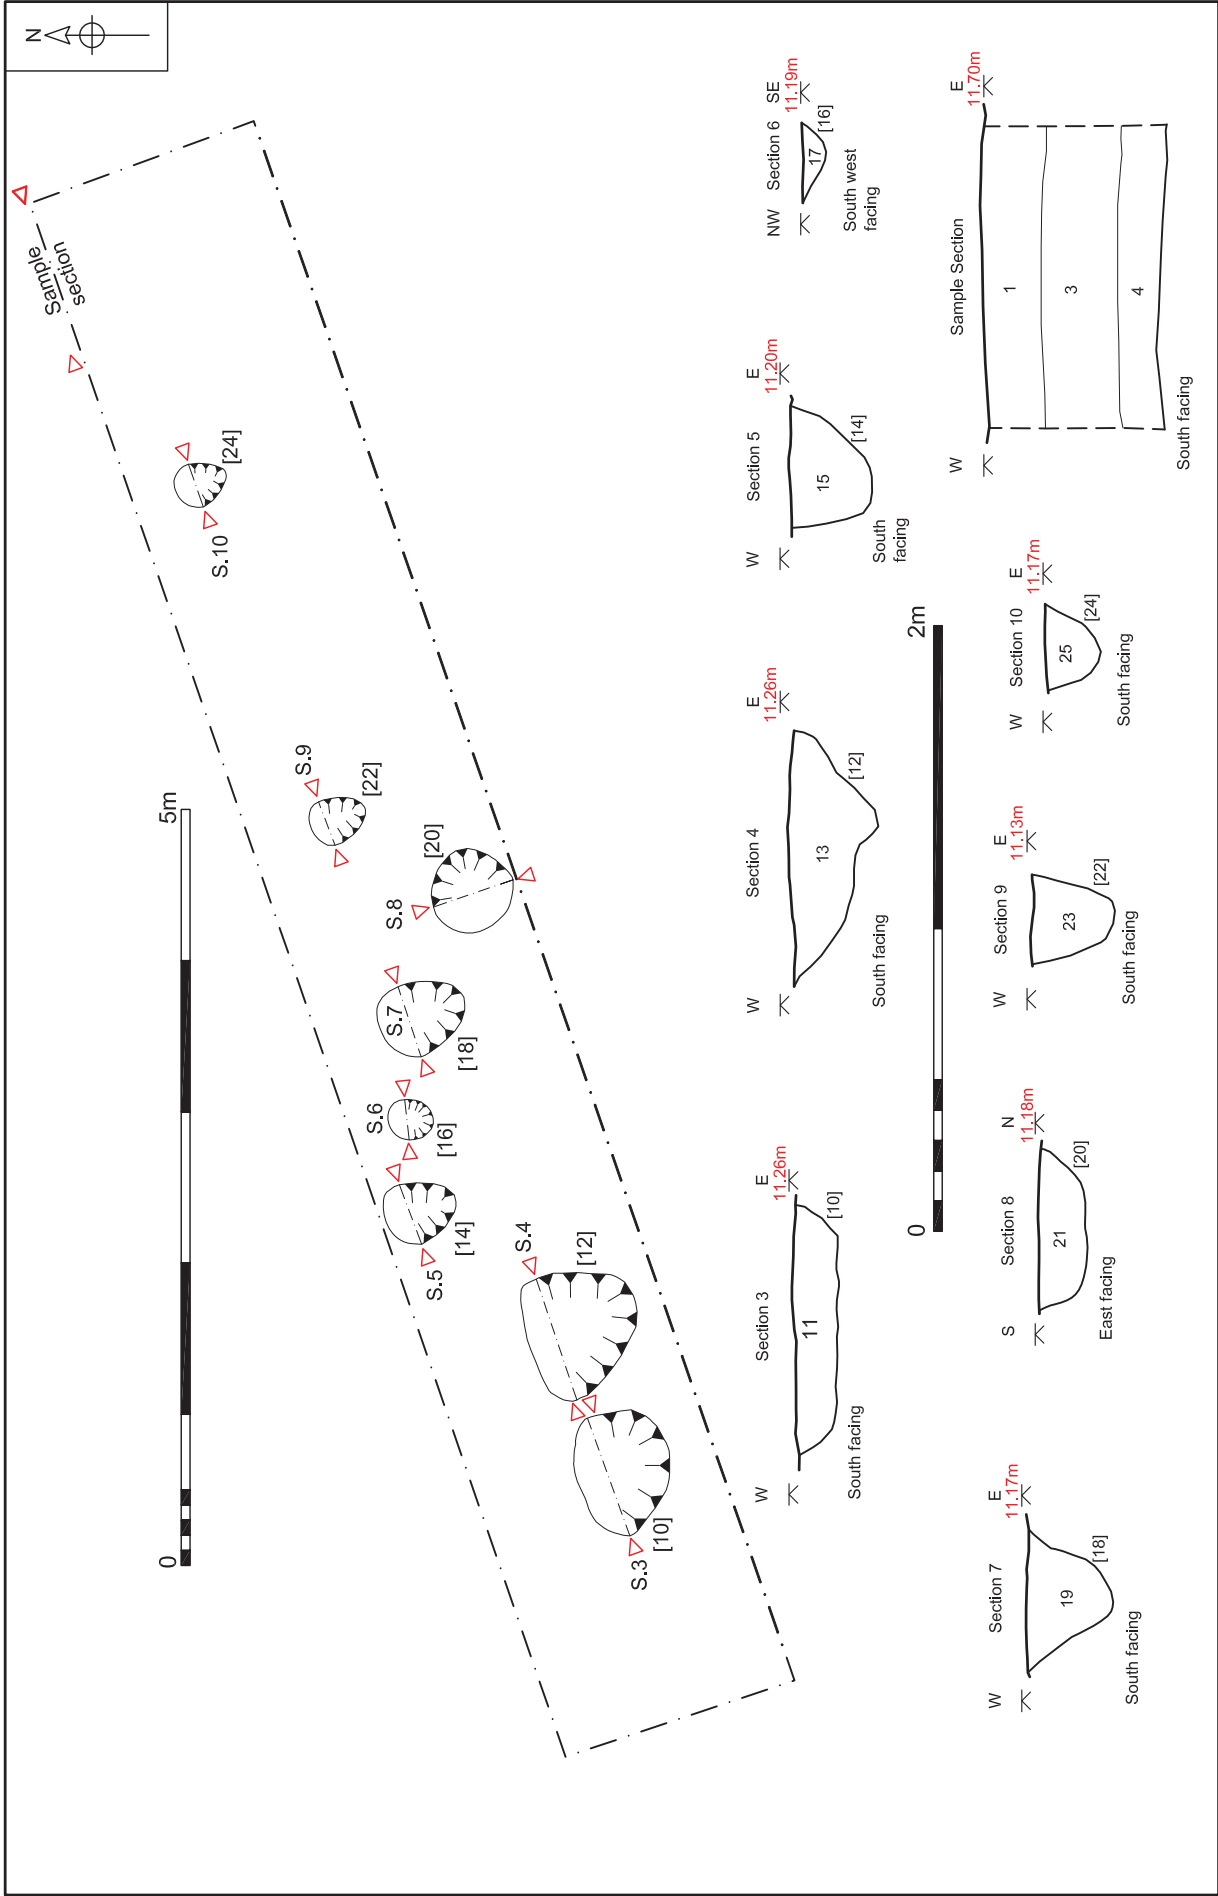 N
Sample
section
S.10
[24]
S.9
[22]
S.8
[20]
S.7
[18]
S.6
[16]
S.5
[14]
S.4
[12]
S.3
[10]
0
5m
Section 3
W
E
11.26m
11
[10]
South facing
Section 4
W
E
11.26m
13
[12]
South facing
Section 5
W
E
11.20m
15
[14]
South
facing
Section 6
NW
SE
11.19m
17
[16]
South west
facing
0
2m
Section 7
W
E
11.17m
19
[18]
South facing
Section 8
S
N
11.18m
21
[20]
East facing
Section 9
W
E
11.13m
23
[22]
South facing
Section 10
W
E
11.17m
25
[24]
South facing
Sample Section
W
E
11.70m
1
3
4
South facing